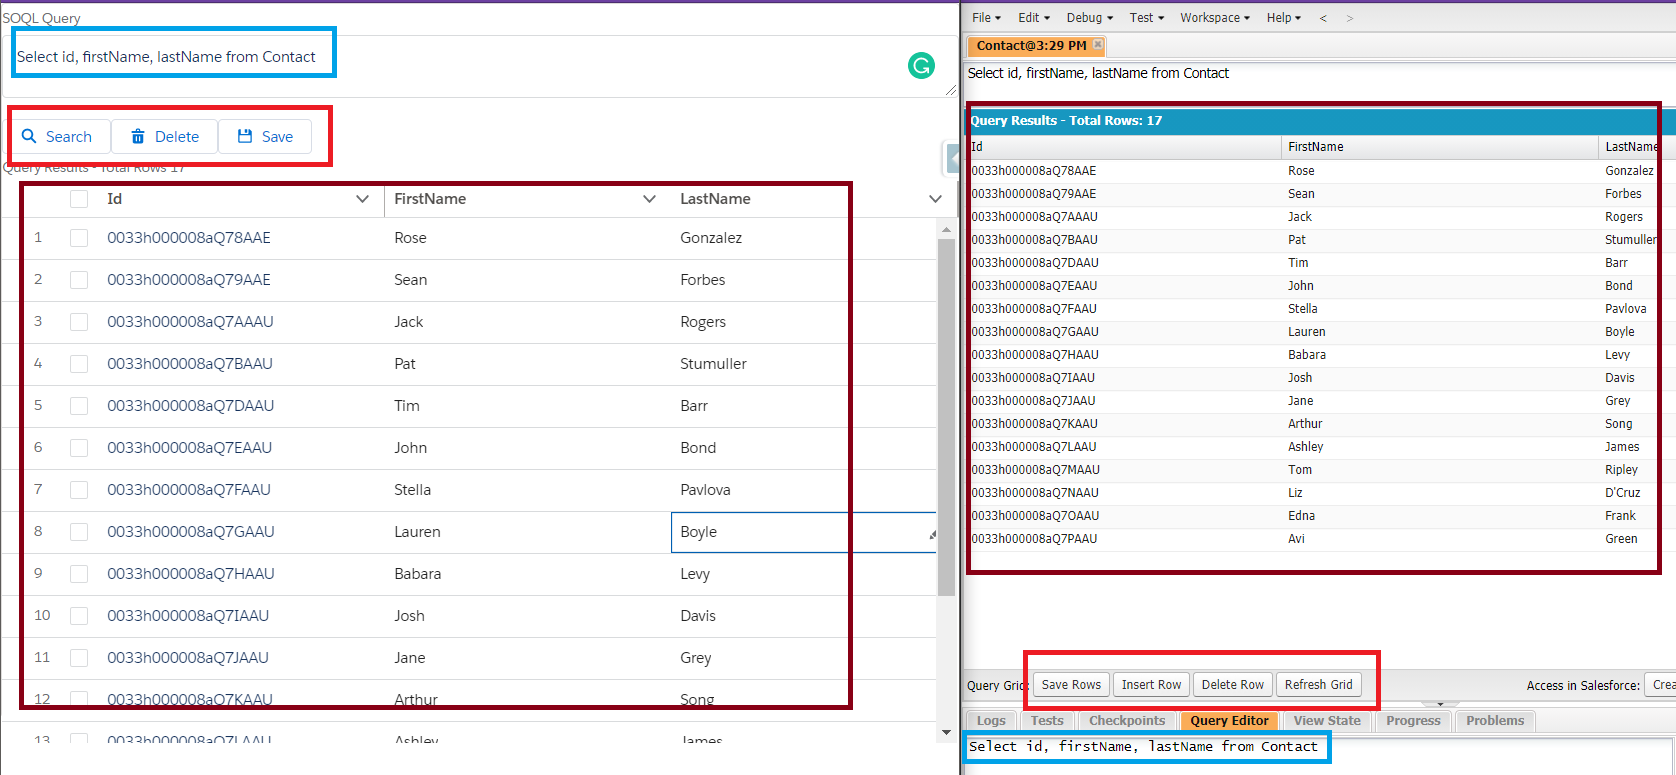 SOQL Query
Select id, firstName, lastName from Contact
Search Delete Save
Query Results - Total Rows 17
Id FirstName LastName
1 0033h000008aQ78AAE Rose Gonzalez
2 0033h000008aQ79AAE Sean Forbes
3 0033h000008aQ7AAAU Jack Rogers
4 0033h000008aQ7BAAU Pat Stumuller
5 0033h000008aQ7DAAU Tim Barr
6 0033h000008aQ7EAAU John Bond
7 0033h000008aQ7FAAU Stella Pavlova
8 0033h000008aQ7GAAU Lauren Boyle
9 0033h000008aQ7HAAU Babara Levy
10 0033h000008aQ7IAAU Josh Davis
11 0033h000008aQ7JAAU Jane Grey
12 0033h000008aQ7KAAU Arthur Song
13 0033h000008aQ7LAAU Ashley James
File Edit Debug Test Workspace Help < >
Contact@3:29 PM
Select id, firstName, lastName from Contact
Query Results - Total Rows: 17
Id FirstName LastName
0033h000008aQ78AAE Rose Gonzalez
0033h000008aQ79AAE Sean Forbes
0033h000008aQ7AAAU Jack Rogers
0033h000008aQ7BAAU Pat Stumuller
0033h000008aQ7DAAU Tim Barr
0033h000008aQ7EAAU John Bond
0033h000008aQ7FAAU Stella Pavlova
0033h000008aQ7GAAU Lauren Boyle
0033h000008aQ7HAAU Babara Levy
0033h000008aQ7IAAU Josh Davis
0033h000008aQ7JAAU Jane Grey
0033h000008aQ7KAAU Arthur Song
0033h000008aQ7LAAU Ashley James
0033h000008aQ7MAAU Tom Ripley
0033h000008aQ7NAAU Liz D'Cruz
0033h000008aQ7OAAU Edna Frank
0033h000008aQ7PAAU Avi Green
Query Grid: Save Rows Insert Row Delete Row Refresh Grid Access in Salesforce: Crea
Logs Tests Checkpoints Query Editor View State Progress Problems
Select id, firstName, lastName from Contact